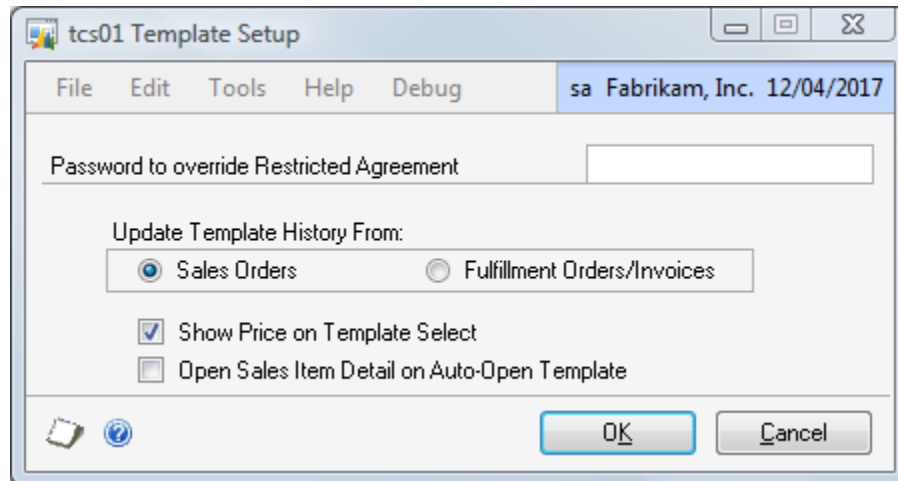 tcs01 Template Setup
File Edit Tools Help Debug sa Fabrikam, Inc. 12/04/2017
Password to override Restricted Agreement
Update Template History From:
Sales Orders Fulfillment Orders/Invoices
Show Price on Template Select
Open Sales Item Detail on Auto-Open Template
OK Cancel